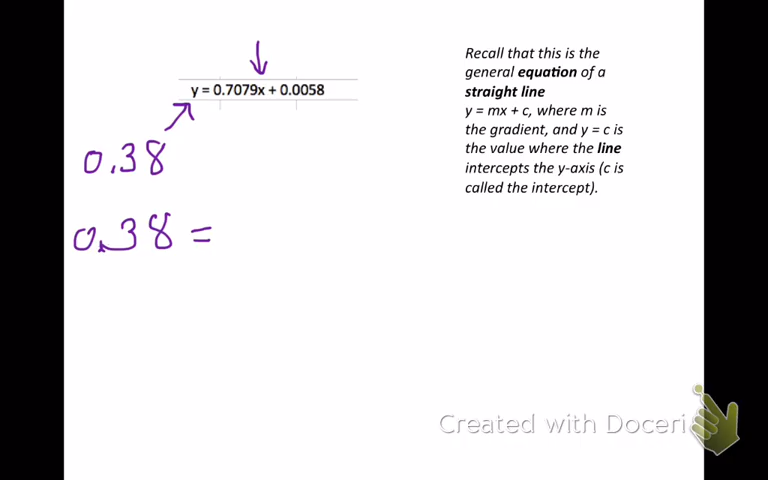 y = 0.7079x + 0.0058
0.38
0.38 =
Recall that this is the
general equation of a
straight line
y = mx + c, where m is
the gradient, and y = c is
the value where the line
intercepts the y-axis (c is
called the intercept).
Created with Doceri